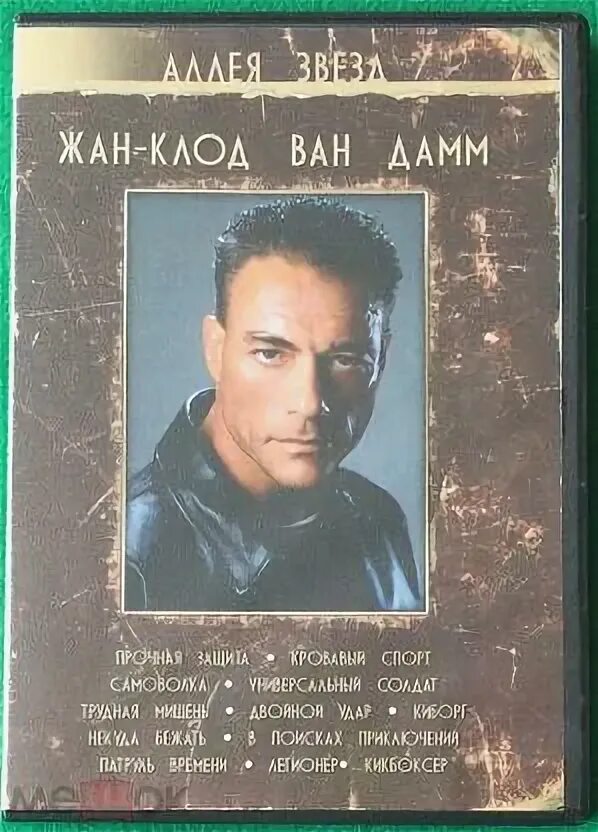 АЛЛЕЯ ЗВЕЗД
ЖАН-КЛОД ВАН ДАММ
ПРОЧНАЯ ЗАЩИТА • КРОВАВЫЙ СПОРТ
САМОВОЛКА • УНИВЕРСАЛЬНЫЙ СОЛДАТ
ТРУДНАЯ МИШЕНЬ • ДВОЙНОЙ УДАР • КИБОРГ
НЕКУДА БЕЖАТЬ • В ПОИСКАХ ПРИКЛЮЧЕНИЙ
ПАТРУЛЬ ВРЕМЕНИ • ЛЕГИОНЕР • КИКБОКСЕР